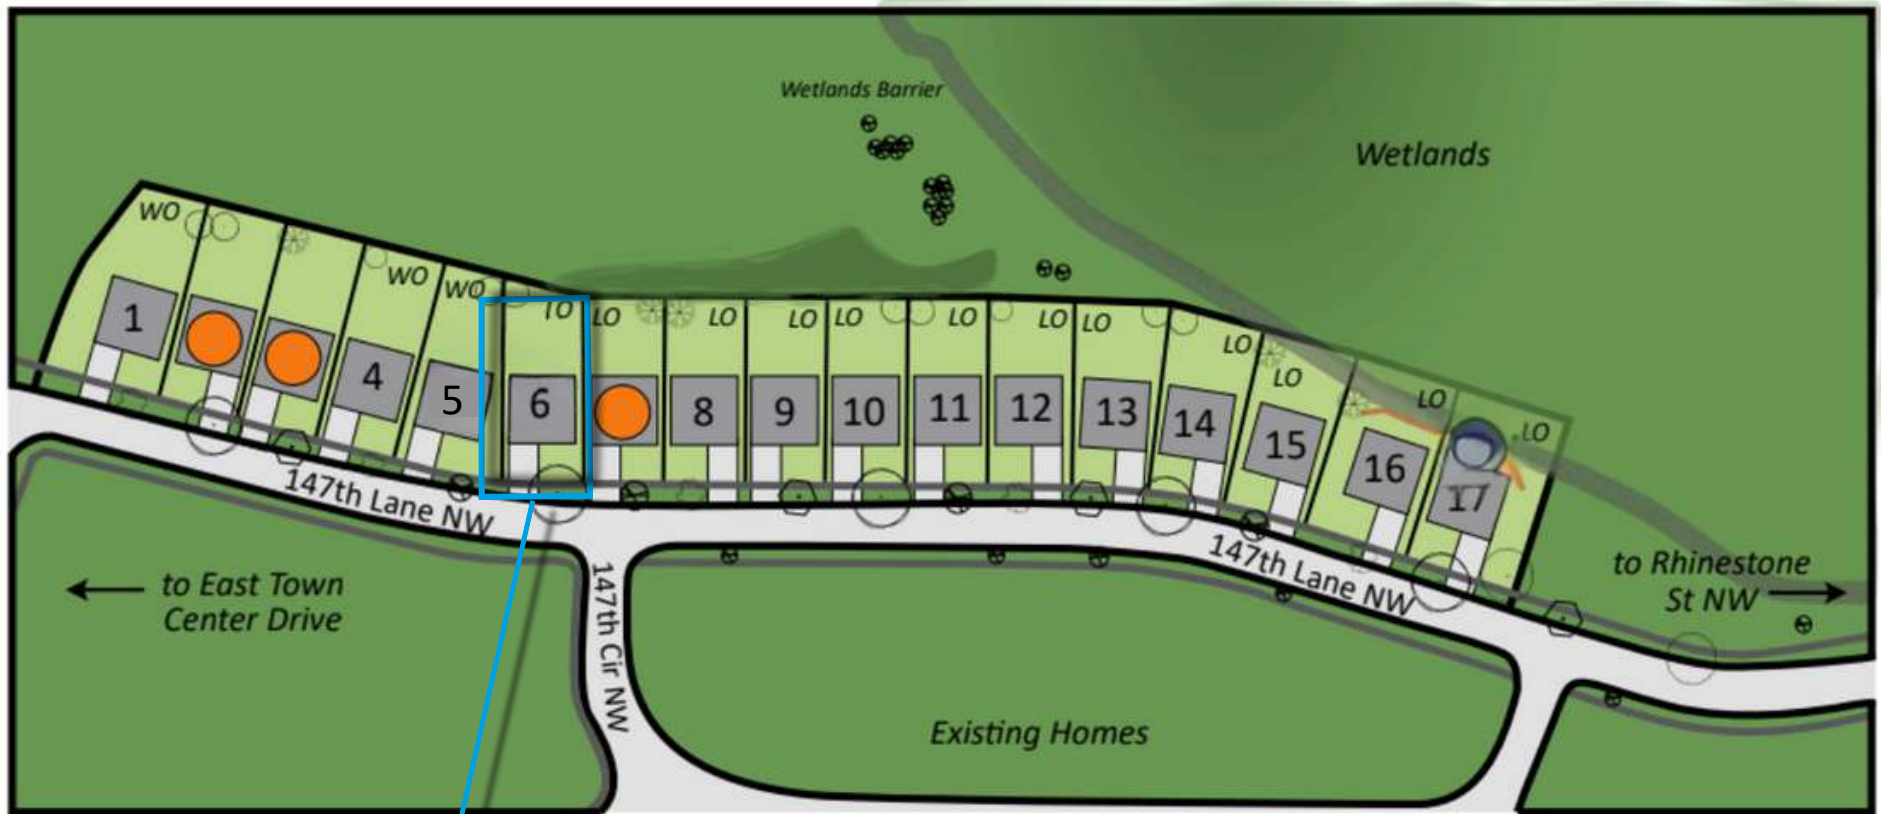 Wetlands Barrier
Wetlands
WO
WO
WO
LO
LO
LO
LO
LO
LO
LO
LO
LO
LO
LO
1
4
5
6
8
9
10
11
12
13
14
15
16
17
147th Lane NW
147th Lane NW
147th Cir NW
to East Town
Center Drive
to Rhinestone
St NW
Existing Homes